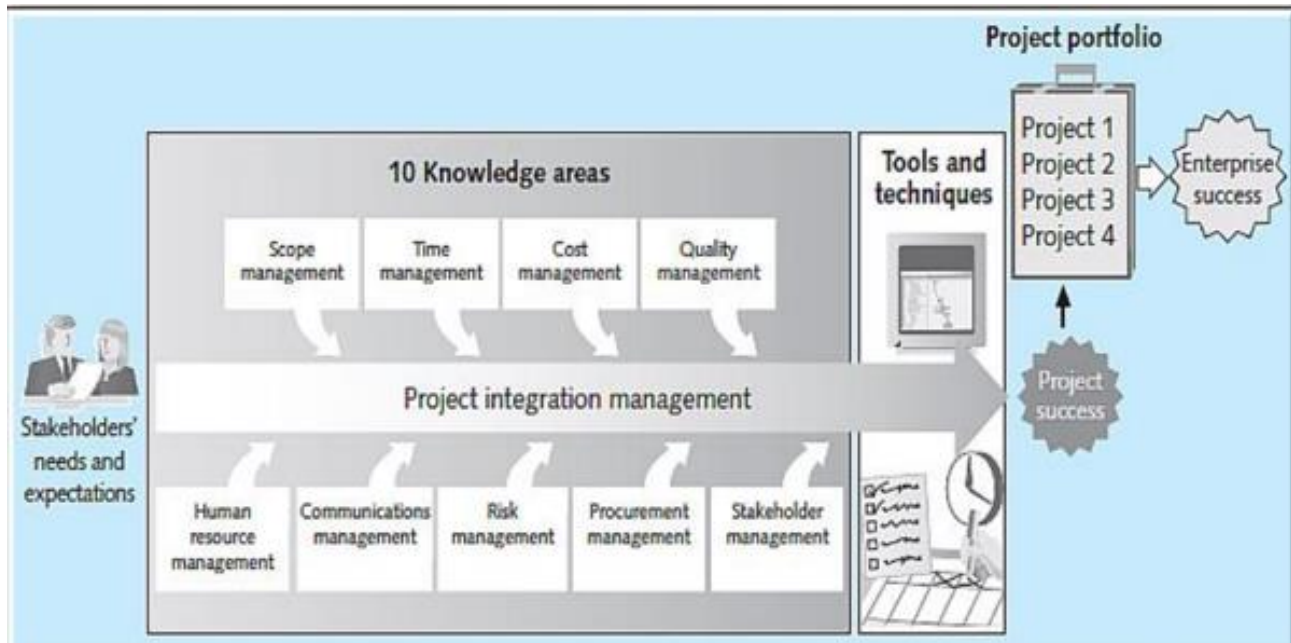 Project portfolio
Project 1
Project 2
Project 3
Project 4
Enterprise
success
10 Knowledge areas
Tools and
techniques
Scope
management
Time
management
Cost
management
Quality
management
Project integration management
Project
success
Stakeholders'
needs and
expectations
Human
resource
management
Communications
management
Risk
management
Procurement
management
Stakeholder
management